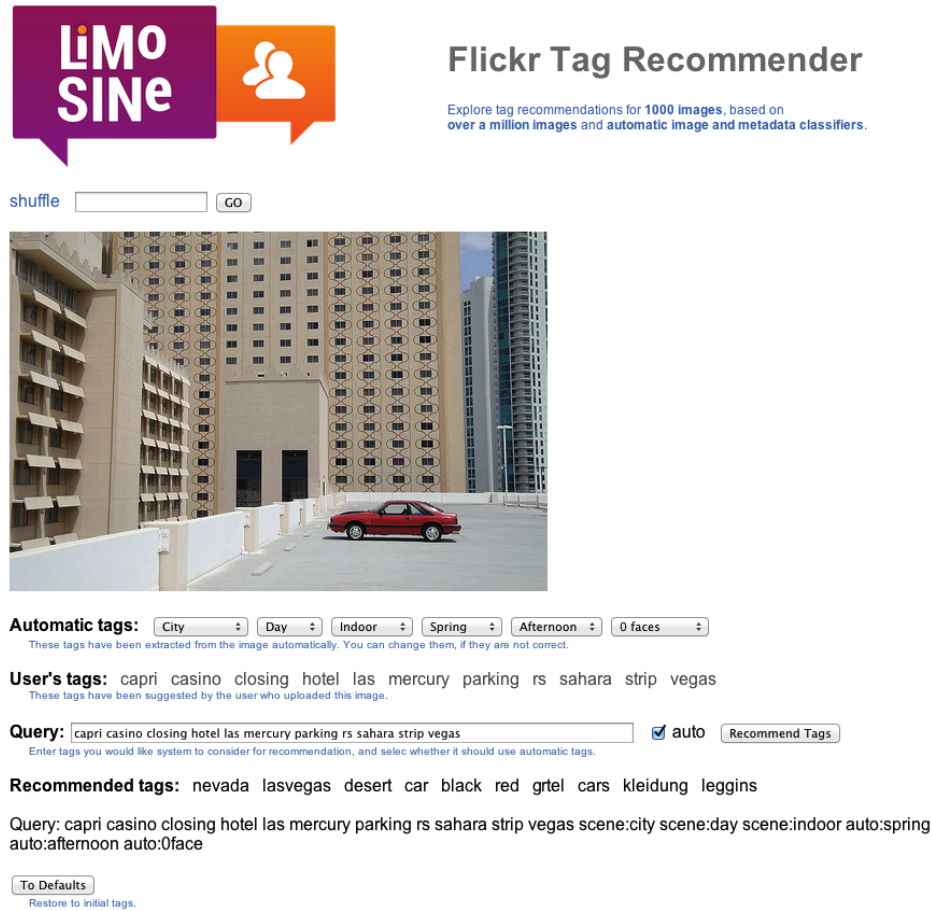 LiMO
SINe
Flickr Tag Recommender
Explore tag recommendations for 1000 images, based on
over a million images and automatic image and metadata classifiers.
shuffle GO
Automatic tags: City Day Indoor Spring Afternoon 0 faces
These tags have been extracted from the image automatically. You can change them, if they are not correct.
User's tags: capri casino closing hotel las mercury parking rs sahara strip vegas
These tags have been suggested by the user who uploaded this image.
Query: capri casino closing hotel las mercury parking rs sahara strip vegas auto Recommend Tags
Enter tags you would like system to consider for recommendation, and selec whether it should use automatic tags.
Recommended tags: nevada lasvegas desert car black red grtel cars kleidung leggins
Query: capri casino closing hotel las mercury parking rs sahara strip vegas scene:city scene:day scene:indoor auto:spring
auto:afternoon auto:0face
To Defaults
Restore to initial tags.